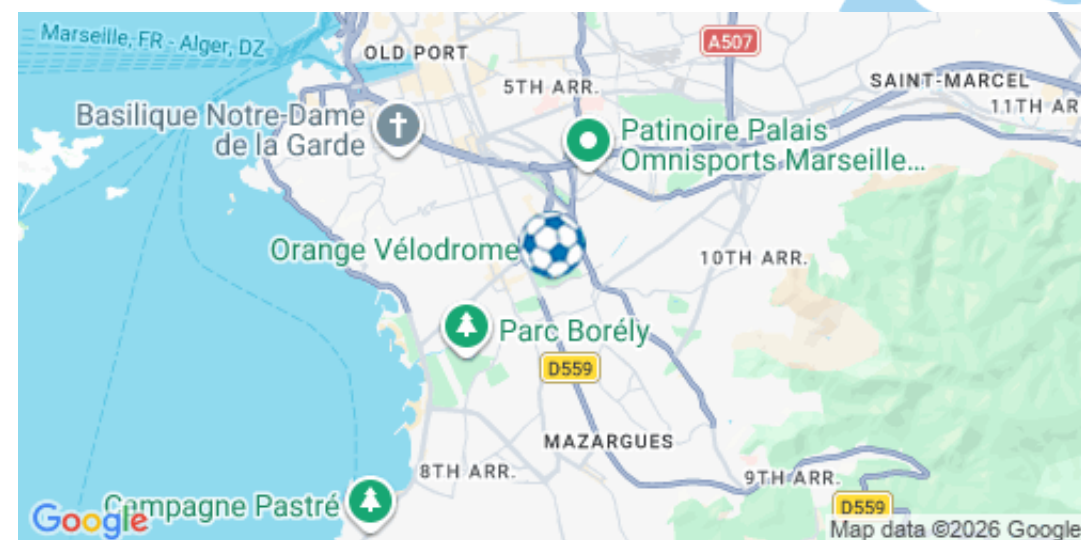 Marseille, FR - Alger, DZ
OLD PORT
A507
5TH ARR.
SAINT-MARCEL
11TH AR
Basilique Notre-Dame
de la Garde
Patinoire Palais
Omnisports Marseille...
Orange Vélodrome
10TH ARR.
Parc Borély
D559
MAZARGUES
8TH ARR.
9TH ARR.
Campagne Pastré
D559
Google
Map data ©2026 Google